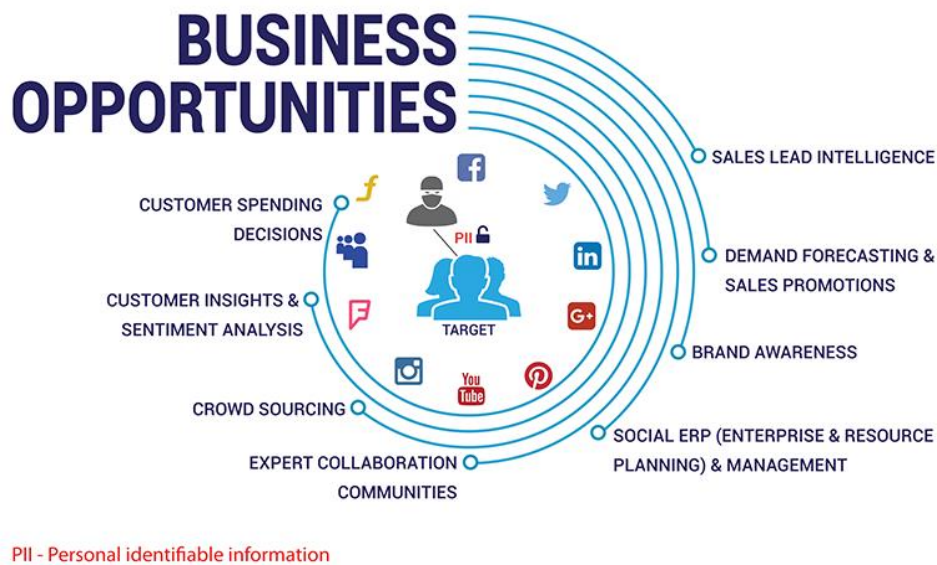 BUSINESS
OPPORTUNITIES
SALES LEAD INTELLIGENCE
DEMAND FORECASTING &
SALES PROMOTIONS
BRAND AWARENESS
SOCIAL ERP (ENTERPRISE & RESOURCE
PLANNING) & MANAGEMENT
EXPERT COLLABORATION
COMMUNITIES
CROWD SOURCING
CUSTOMER INSIGHTS &
SENTIMENT ANALYSIS
CUSTOMER SPENDING
DECISIONS
f
f
in
G+
You
Tube
PII
TARGET
PII - Personal identifiable information